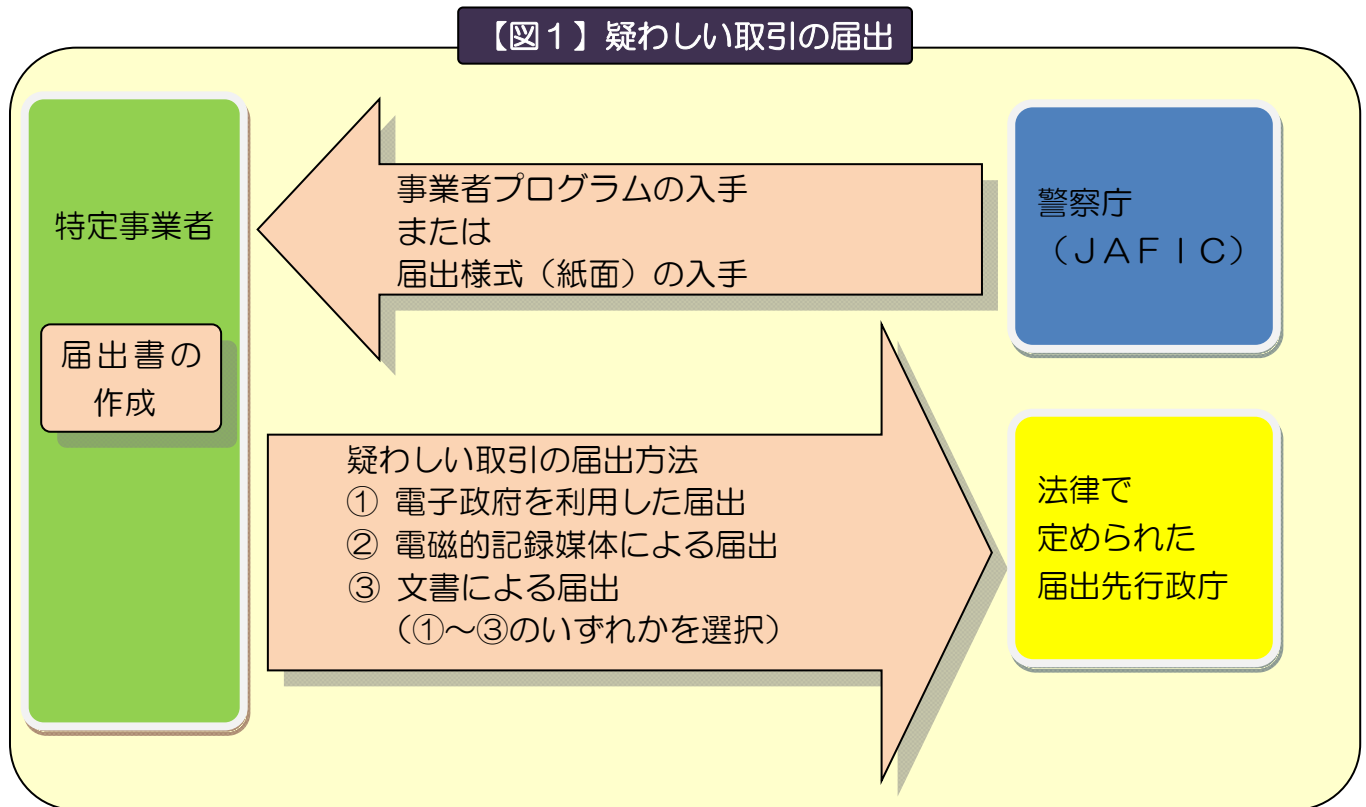 【図１】疑わしい取引の届出
特定事業者
届出書の
作成
事業者プログラムの入手
または
届出様式（紙面）の入手
警察庁
（ＪＡＦＩＣ）
疑わしい取引の届出方法
① 電子政府を利用した届出
② 電磁的記録媒体による届出
③ 文書による届出
（①～③のいずれかを選択）
法律で
定められた
届出先行政庁